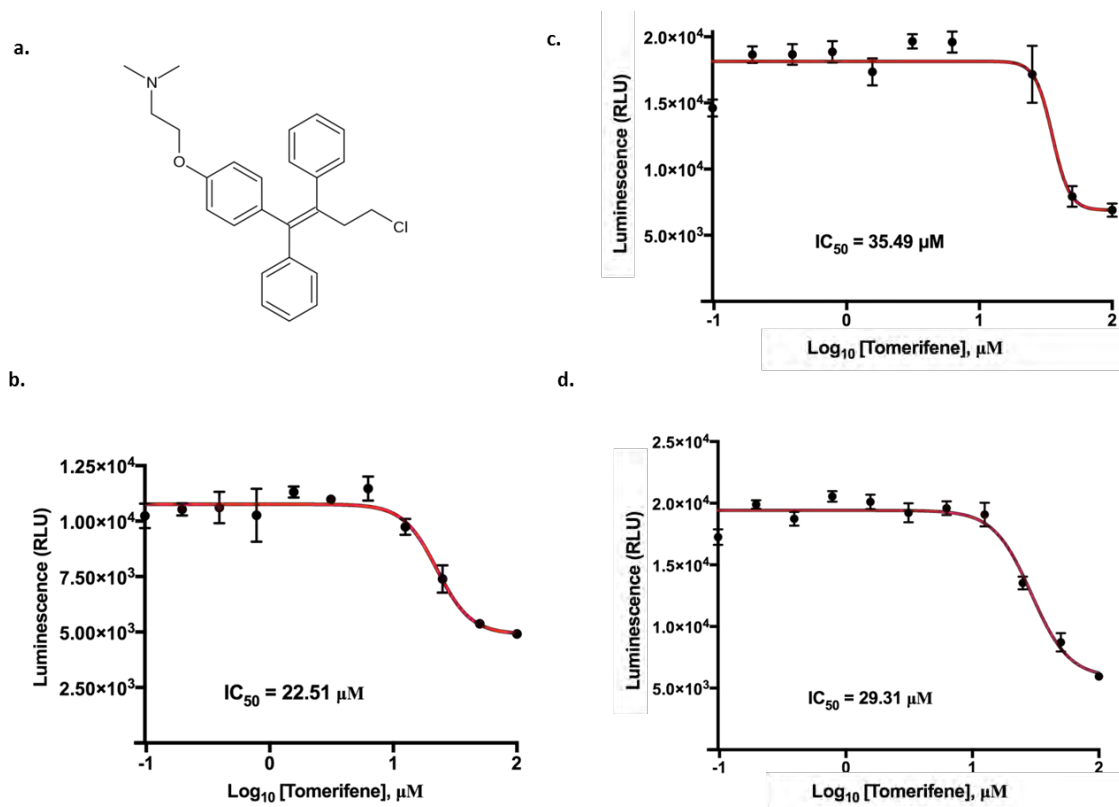 a.
N
O
Cl
c.
Luminescence (RLU)
2.0×10⁴
1.5×10⁴
1.0×10⁴
5.0×10³
IC₅₀ = 35.49 µM
-1 0 1 2
Log₁₀ [Tomerifene], µM
b.
Luminescence (RLU)
1.25×10⁴
1.00×10⁴
7.50×10³
5.00×10³
2.50×10³
IC₅₀ = 22.51 µM
-1 0 1 2
Log₁₀ [Tomerifene], µM
d.
Luminescence (RLU)
2.5×10⁴
2.0×10⁴
1.5×10⁴
1.0×10⁴
5.0×10³
IC₅₀ = 29.31 µM
-1 0 1 2
Log₁₀ [Tomerifene], µM